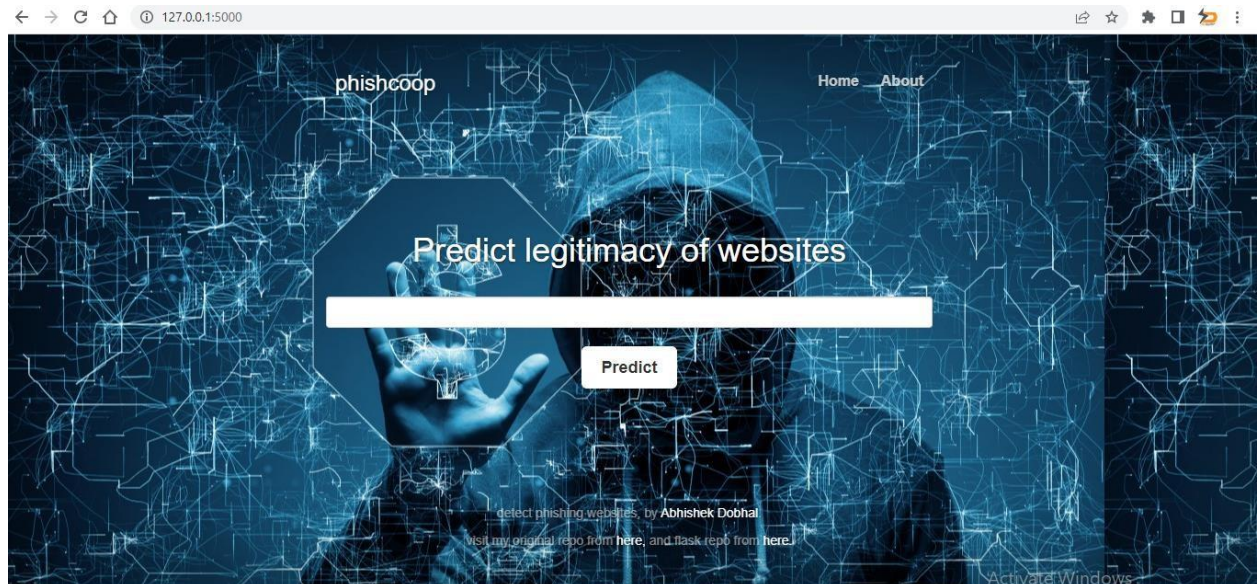 127.0.0.1:5000
phishcoop Home About
Predict legitimacy of websites
Predict
detect phishing websites, by Abhishek Dobhal
visit my original repo from here, and flask repo from here.
Activate Windows